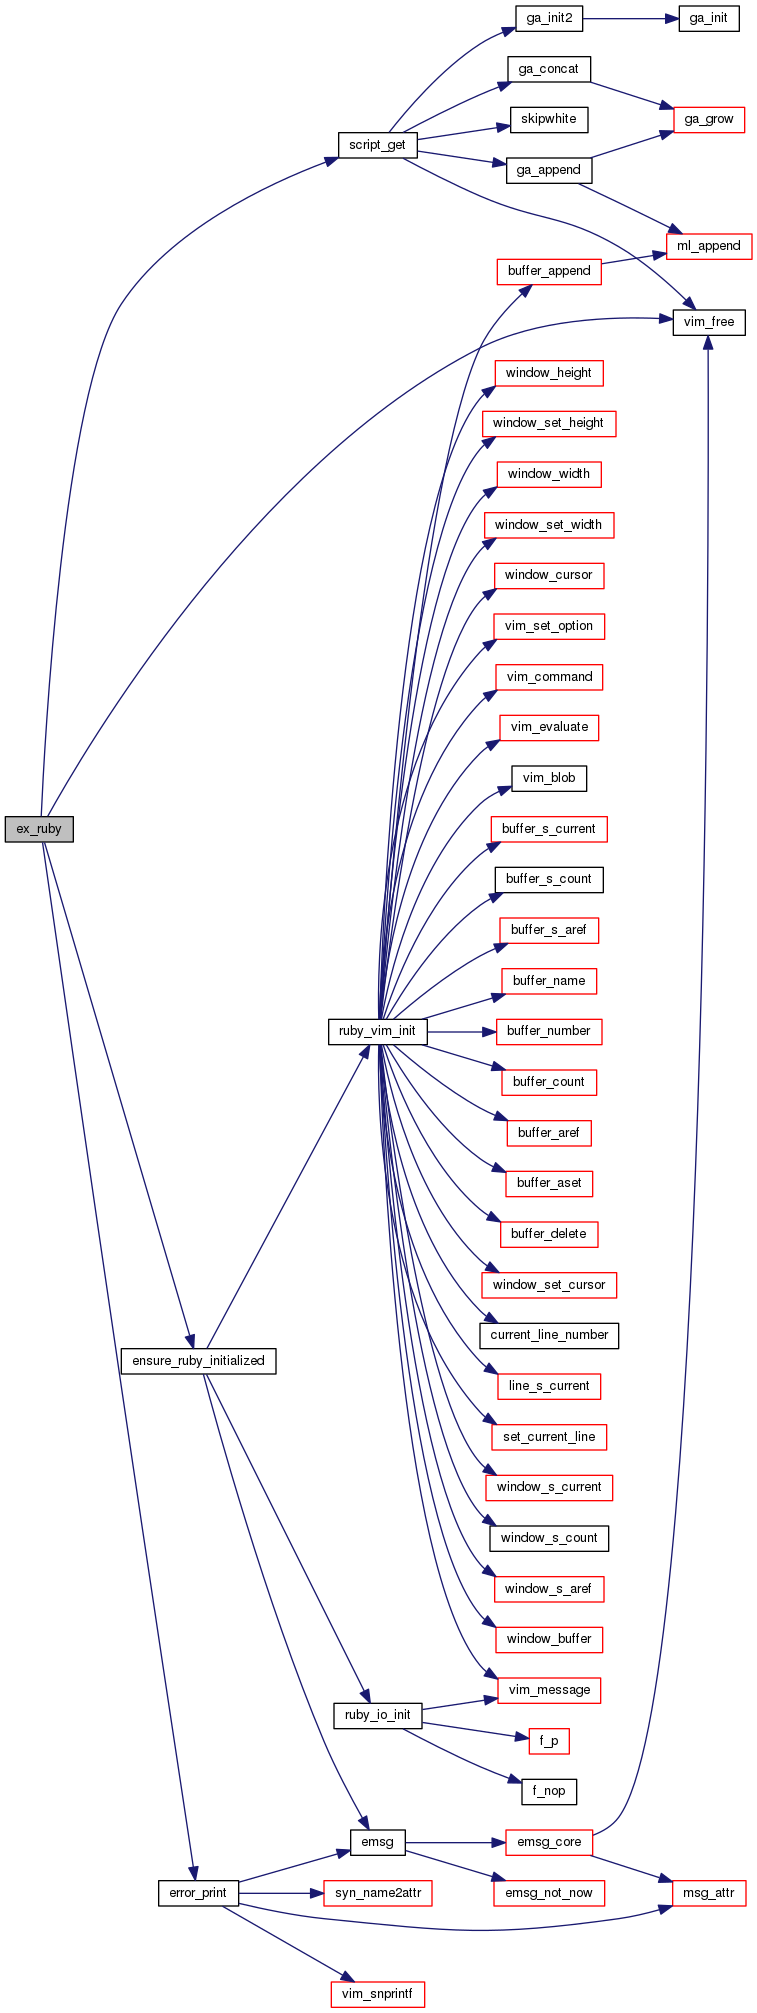 ga_init2
ga_init
ga_concat
skipwhite
ga_grow
script_get
ga_append
ml_append
buffer_append
vim_free
window_height
window_set_height
window_width
window_set_width
window_cursor
vim_set_option
vim_command
vim_evaluate
vim_blob
ex_ruby
buffer_s_current
buffer_s_count
buffer_s_aref
buffer_name
ruby_vim_init
buffer_number
buffer_count
buffer_aref
buffer_aset
buffer_delete
window_set_cursor
current_line_number
ensure_ruby_initialized
line_s_current
set_current_line
window_s_current
window_s_count
window_s_aref
window_buffer
vim_message
ruby_io_init
f_p
f_nop
emsg
emsg_core
error_print
syn_name2attr
emsg_not_now
msg_attr
vim_snprintf